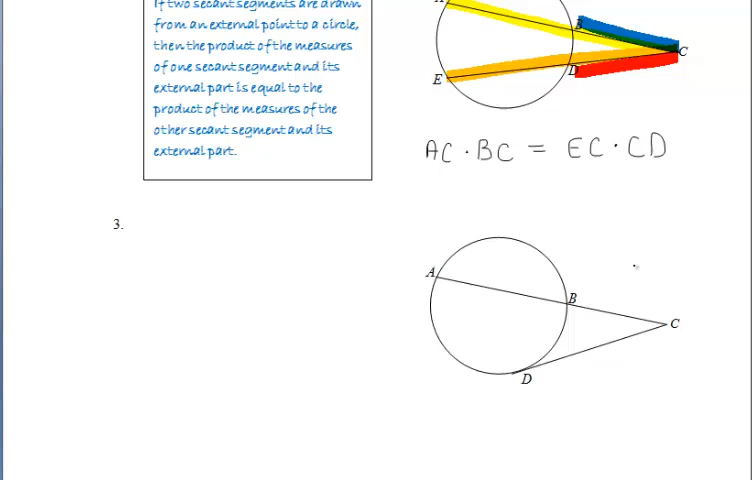 If two secant segments are drawn
from an external point to a circle,
then the product of the measures
of one secant segment and its
external part is equal to the
product of the measures of the
other secant segment and its
external part.
A
B
C
D
E
AC · BC = EC · CD
3.
A
B
C
D